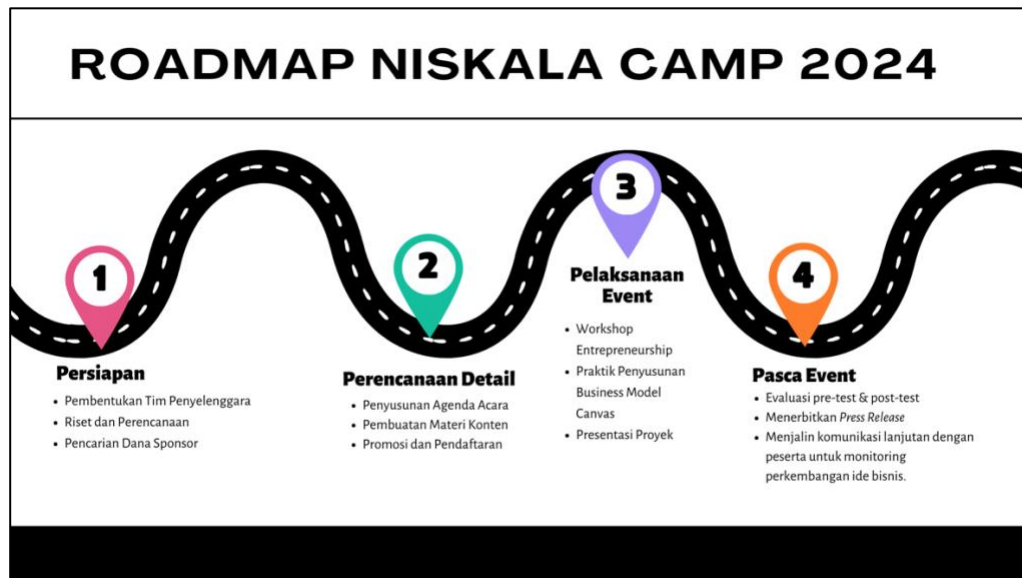 ROADMAP NISKALA CAMP 2024
1
Persiapan
• Pembentukan Tim Penyelenggara
• Riset dan Perencanaan
• Pencarian Dana Sponsor
2
Perencanaan Detail
• Penyusunan Agenda Acara
• Pembuatan Materi Konten
• Promosi dan Pendaftaran
3
Pelaksanaan
Event
• Workshop
Entrepreneurship
• Praktik Penyusunan
Business Model
Canvas
• Presentasi Proyek
4
Pasca Event
• Evaluasi pre-test & post-test
• Menerbitkan Press Release
• Menjalin komunikasi lanjutan dengan
peserta untuk monitoring
perkembangan ide bisnis.